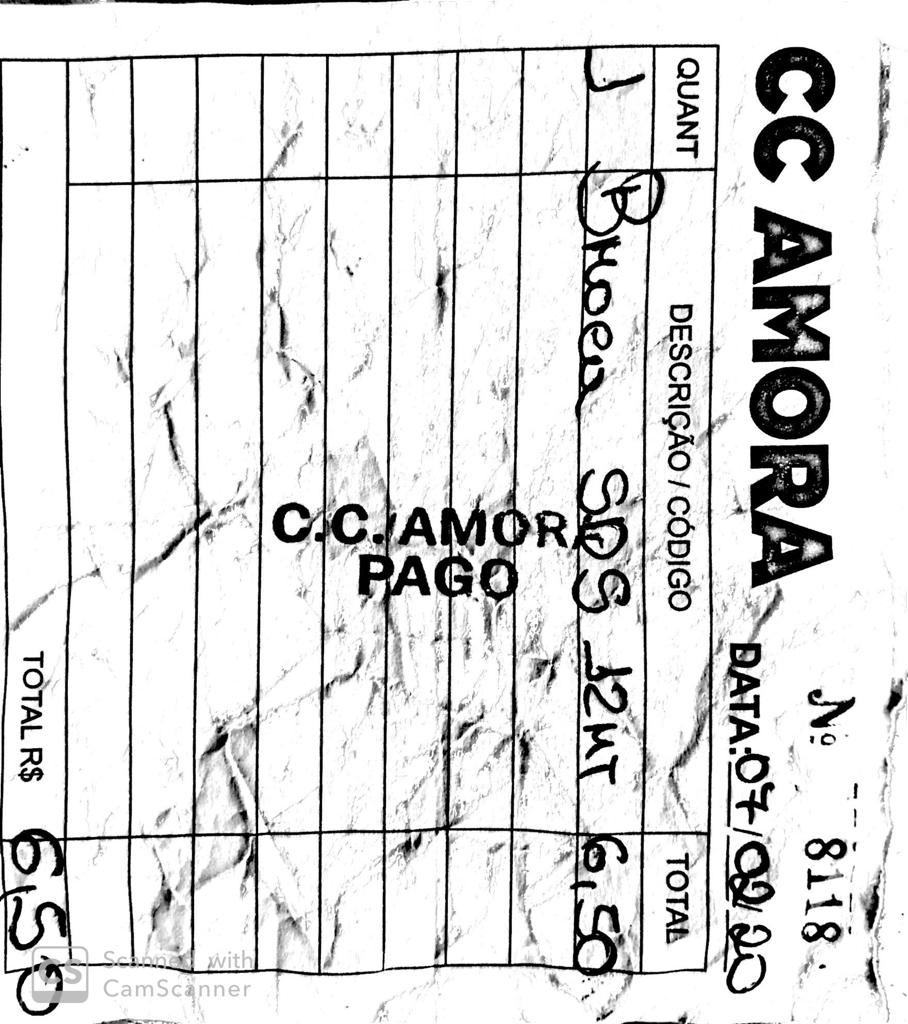 CC AMORA
Nº 8118
DATA: 07/02/20
QUANT DESCRIÇÃO / CÓDIGO TOTAL
1 Broca SDS 12MT 6,50
C.C. AMORA
PAGO
TOTAL R$ 6,50
CS Scanned with
CamScanner